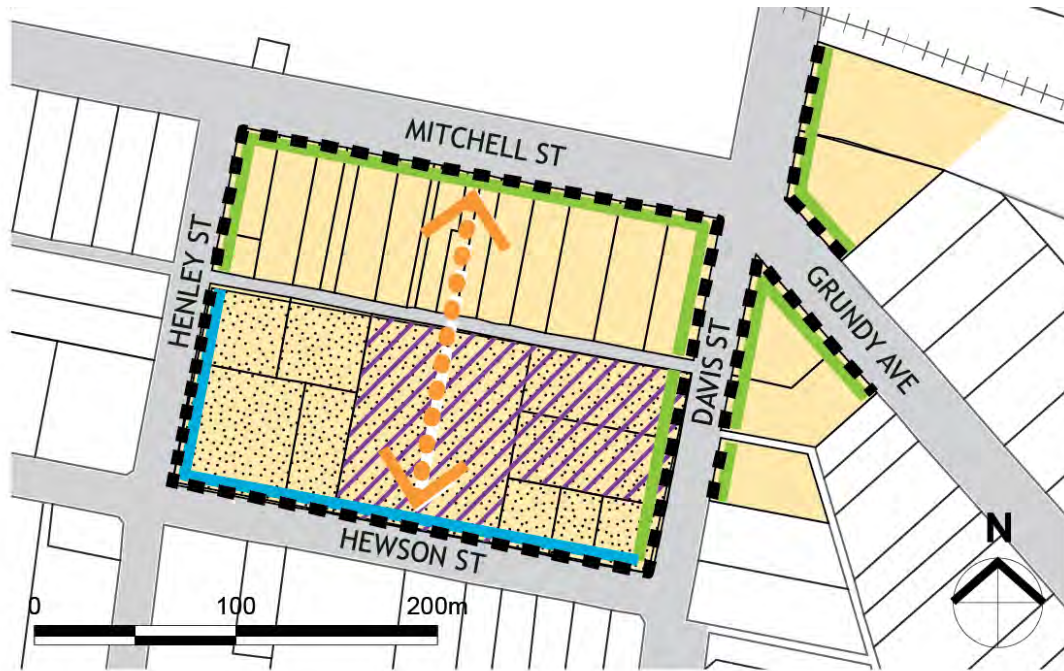 MITCHELL ST
HENLEY ST
DAVIS ST
GRUNDY AVE
HEWSON ST
N
0 100 200m